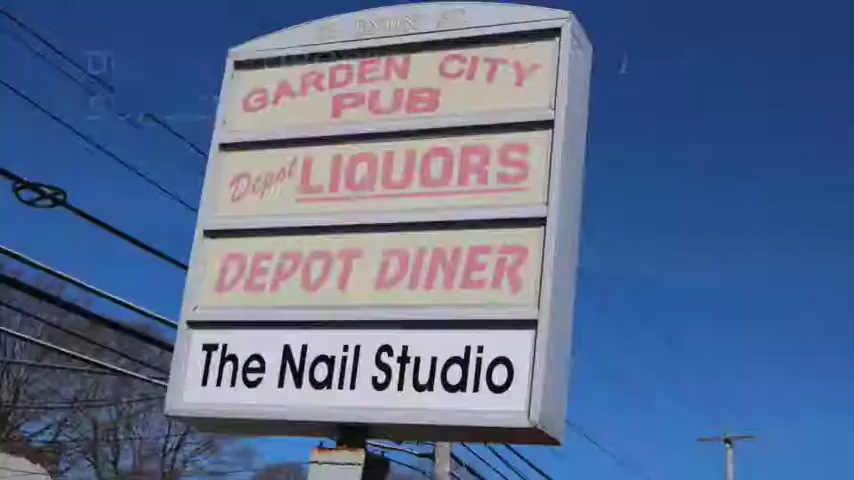 GARDEN CITY
PUB
Depot LIQUORS
DEPOT DINER
The Nail Studio